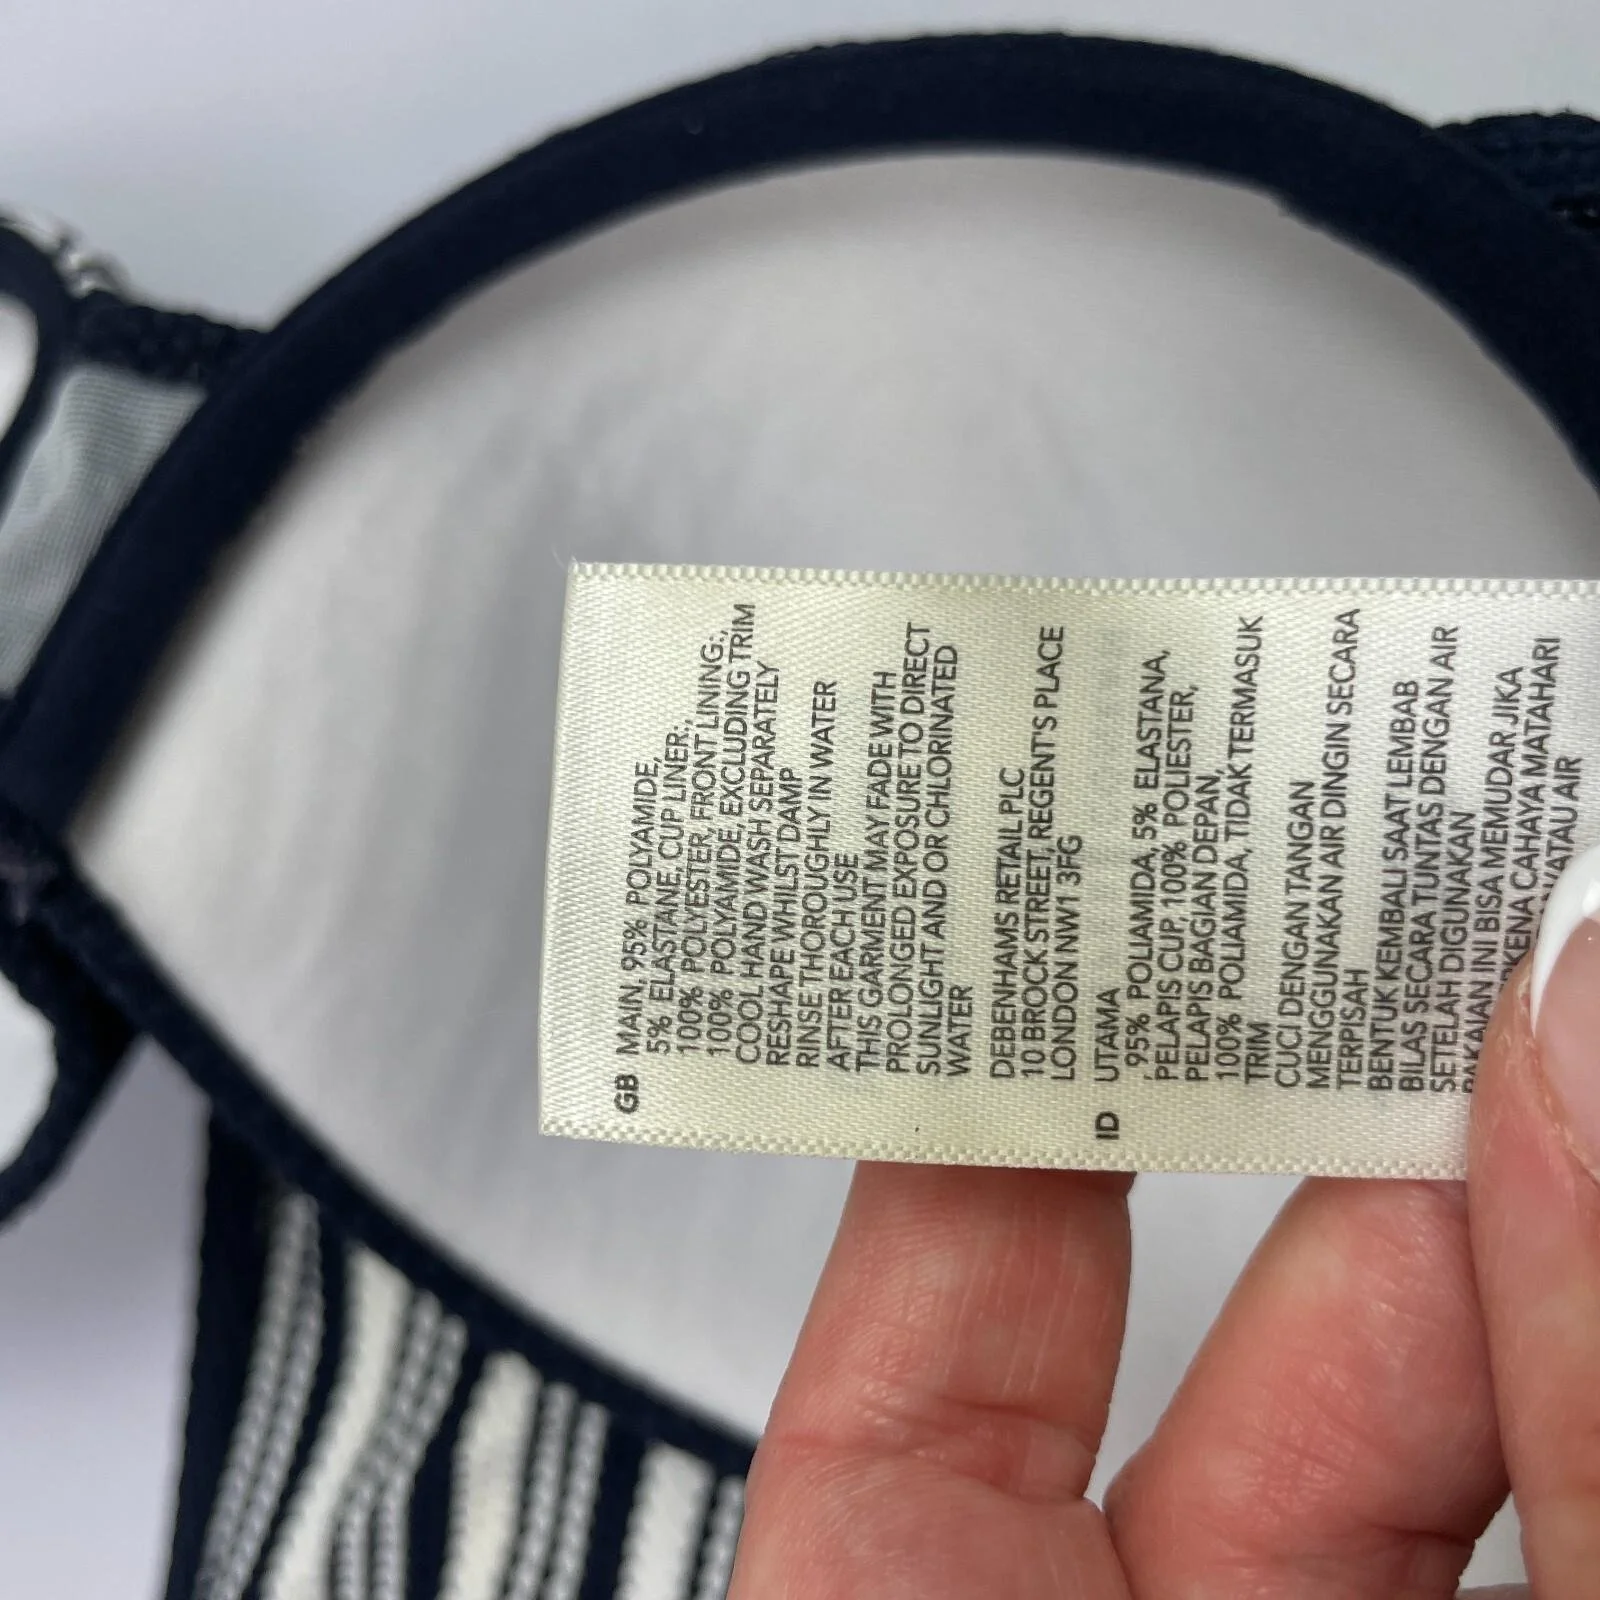 GB MAIN, 95% POLYAMIDE,
5% ELASTANE, CUP LINER:,
100% POLYESTER, FRONT LINING:,
100% POLYAMIDE, EXCLUDING TRIM
COOL HAND WASH SEPARATELY
RESHAPE WHILST DAMP
RINSE THOROUGHLY IN WATER
AFTER EACH USE
THIS GARMENT MAY FADE WITH
PROLONGED EXPOSURE TO DIRECT
SUNLIGHT AND OR CHLORINATED
WATER
DEBENHAMS RETAIL PLC
10 BROCK STREET, REGENT'S PLACE
LONDON NW1 3FG
ID UTAMA
, 95% POLIAMIDA, 5% ELASTANA,
PELAPIS CUP, 100% POLIESTER,
PELAPIS BAGIAN DEPAN,
100% POLIAMIDA, TIDAK TERMASUK
TRIM
CUCI DENGAN TANGAN
MENGGUNAKAN AIR DINGIN SECARA
TERPISAH
BENTUK KEMBALI SAAT LEMBAB
BILAS SECARA TUNTAS DENGAN AIR
SETELAH DIGUNAKAN
PAKAIAN INI BISA MEMUDAR JIKA
CAHAYA MATAHARI
ATAU AIR